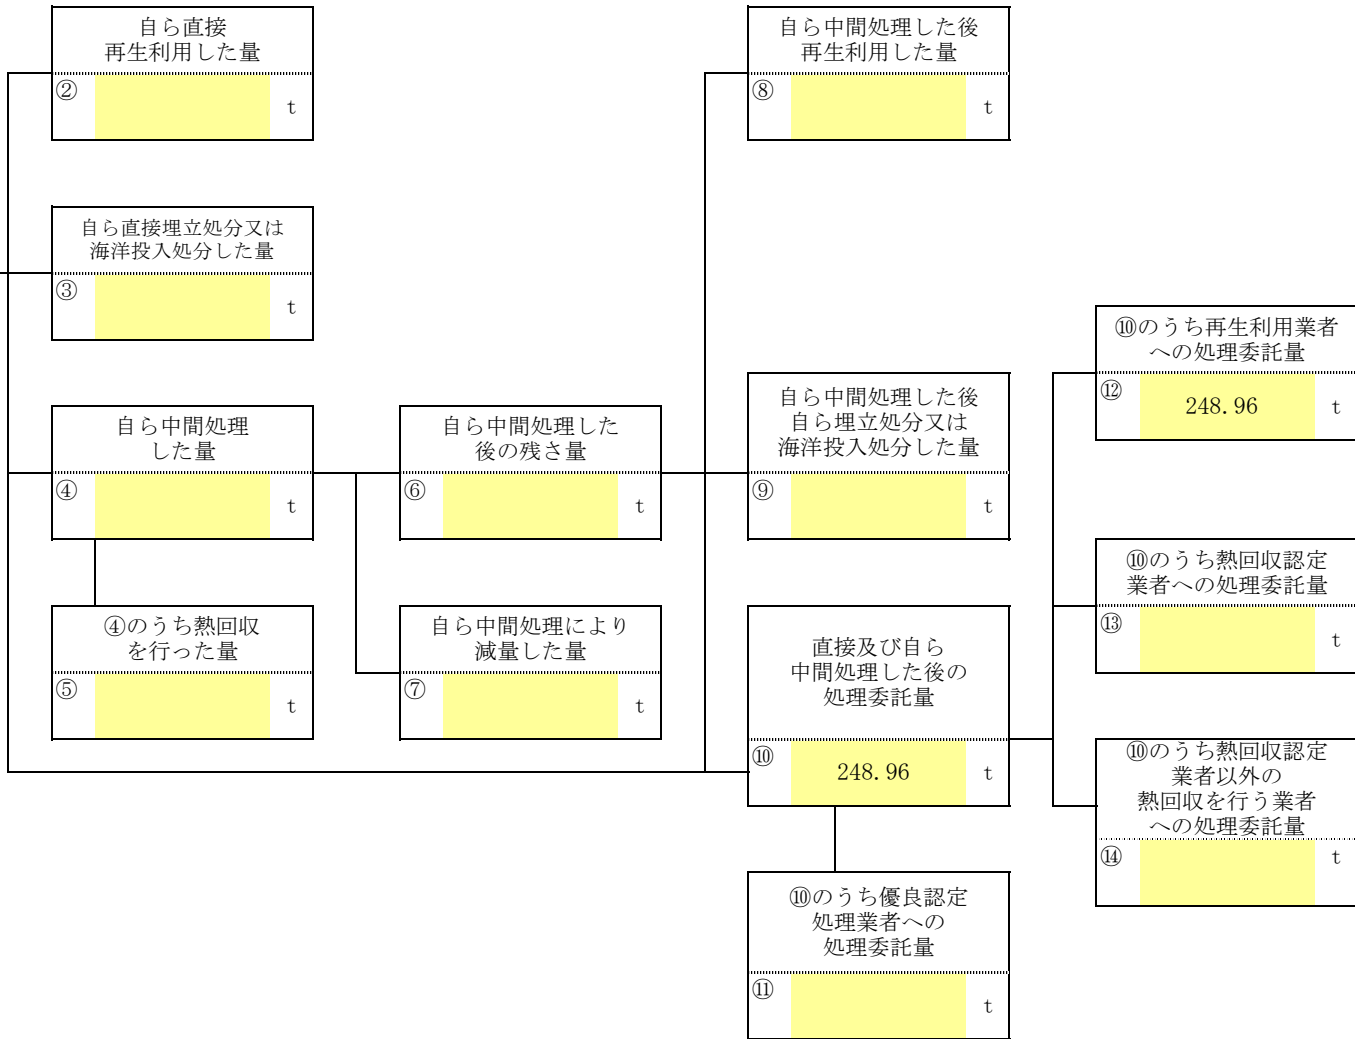 自ら直接
再生利用した量
②
t
自ら中間処理した後
再生利用した量
⑧
t
自ら直接埋立処分又は
海洋投入処分した量
③
t
⑩のうち再生利用業者
への処理委託量
⑫
248.96
t
自ら中間処理
した量
④
t
自ら中間処理した
後の残さ量
⑥
t
自ら中間処理した後
自ら埋立処分又は
海洋投入処分した量
⑨
t
⑩のうち熱回収認定
業者への処理委託量
⑬
t
④のうち熱回収
を行った量
⑤
t
自ら中間処理により
減量した量
⑦
t
直接及び自ら
中間処理した後の
処理委託量
⑩
248.96
t
⑩のうち熱回収認定
業者以外の
熱回収を行う業者
への処理委託量
⑭
t
⑩のうち優良認定
処理業者への
処理委託量
⑪
t